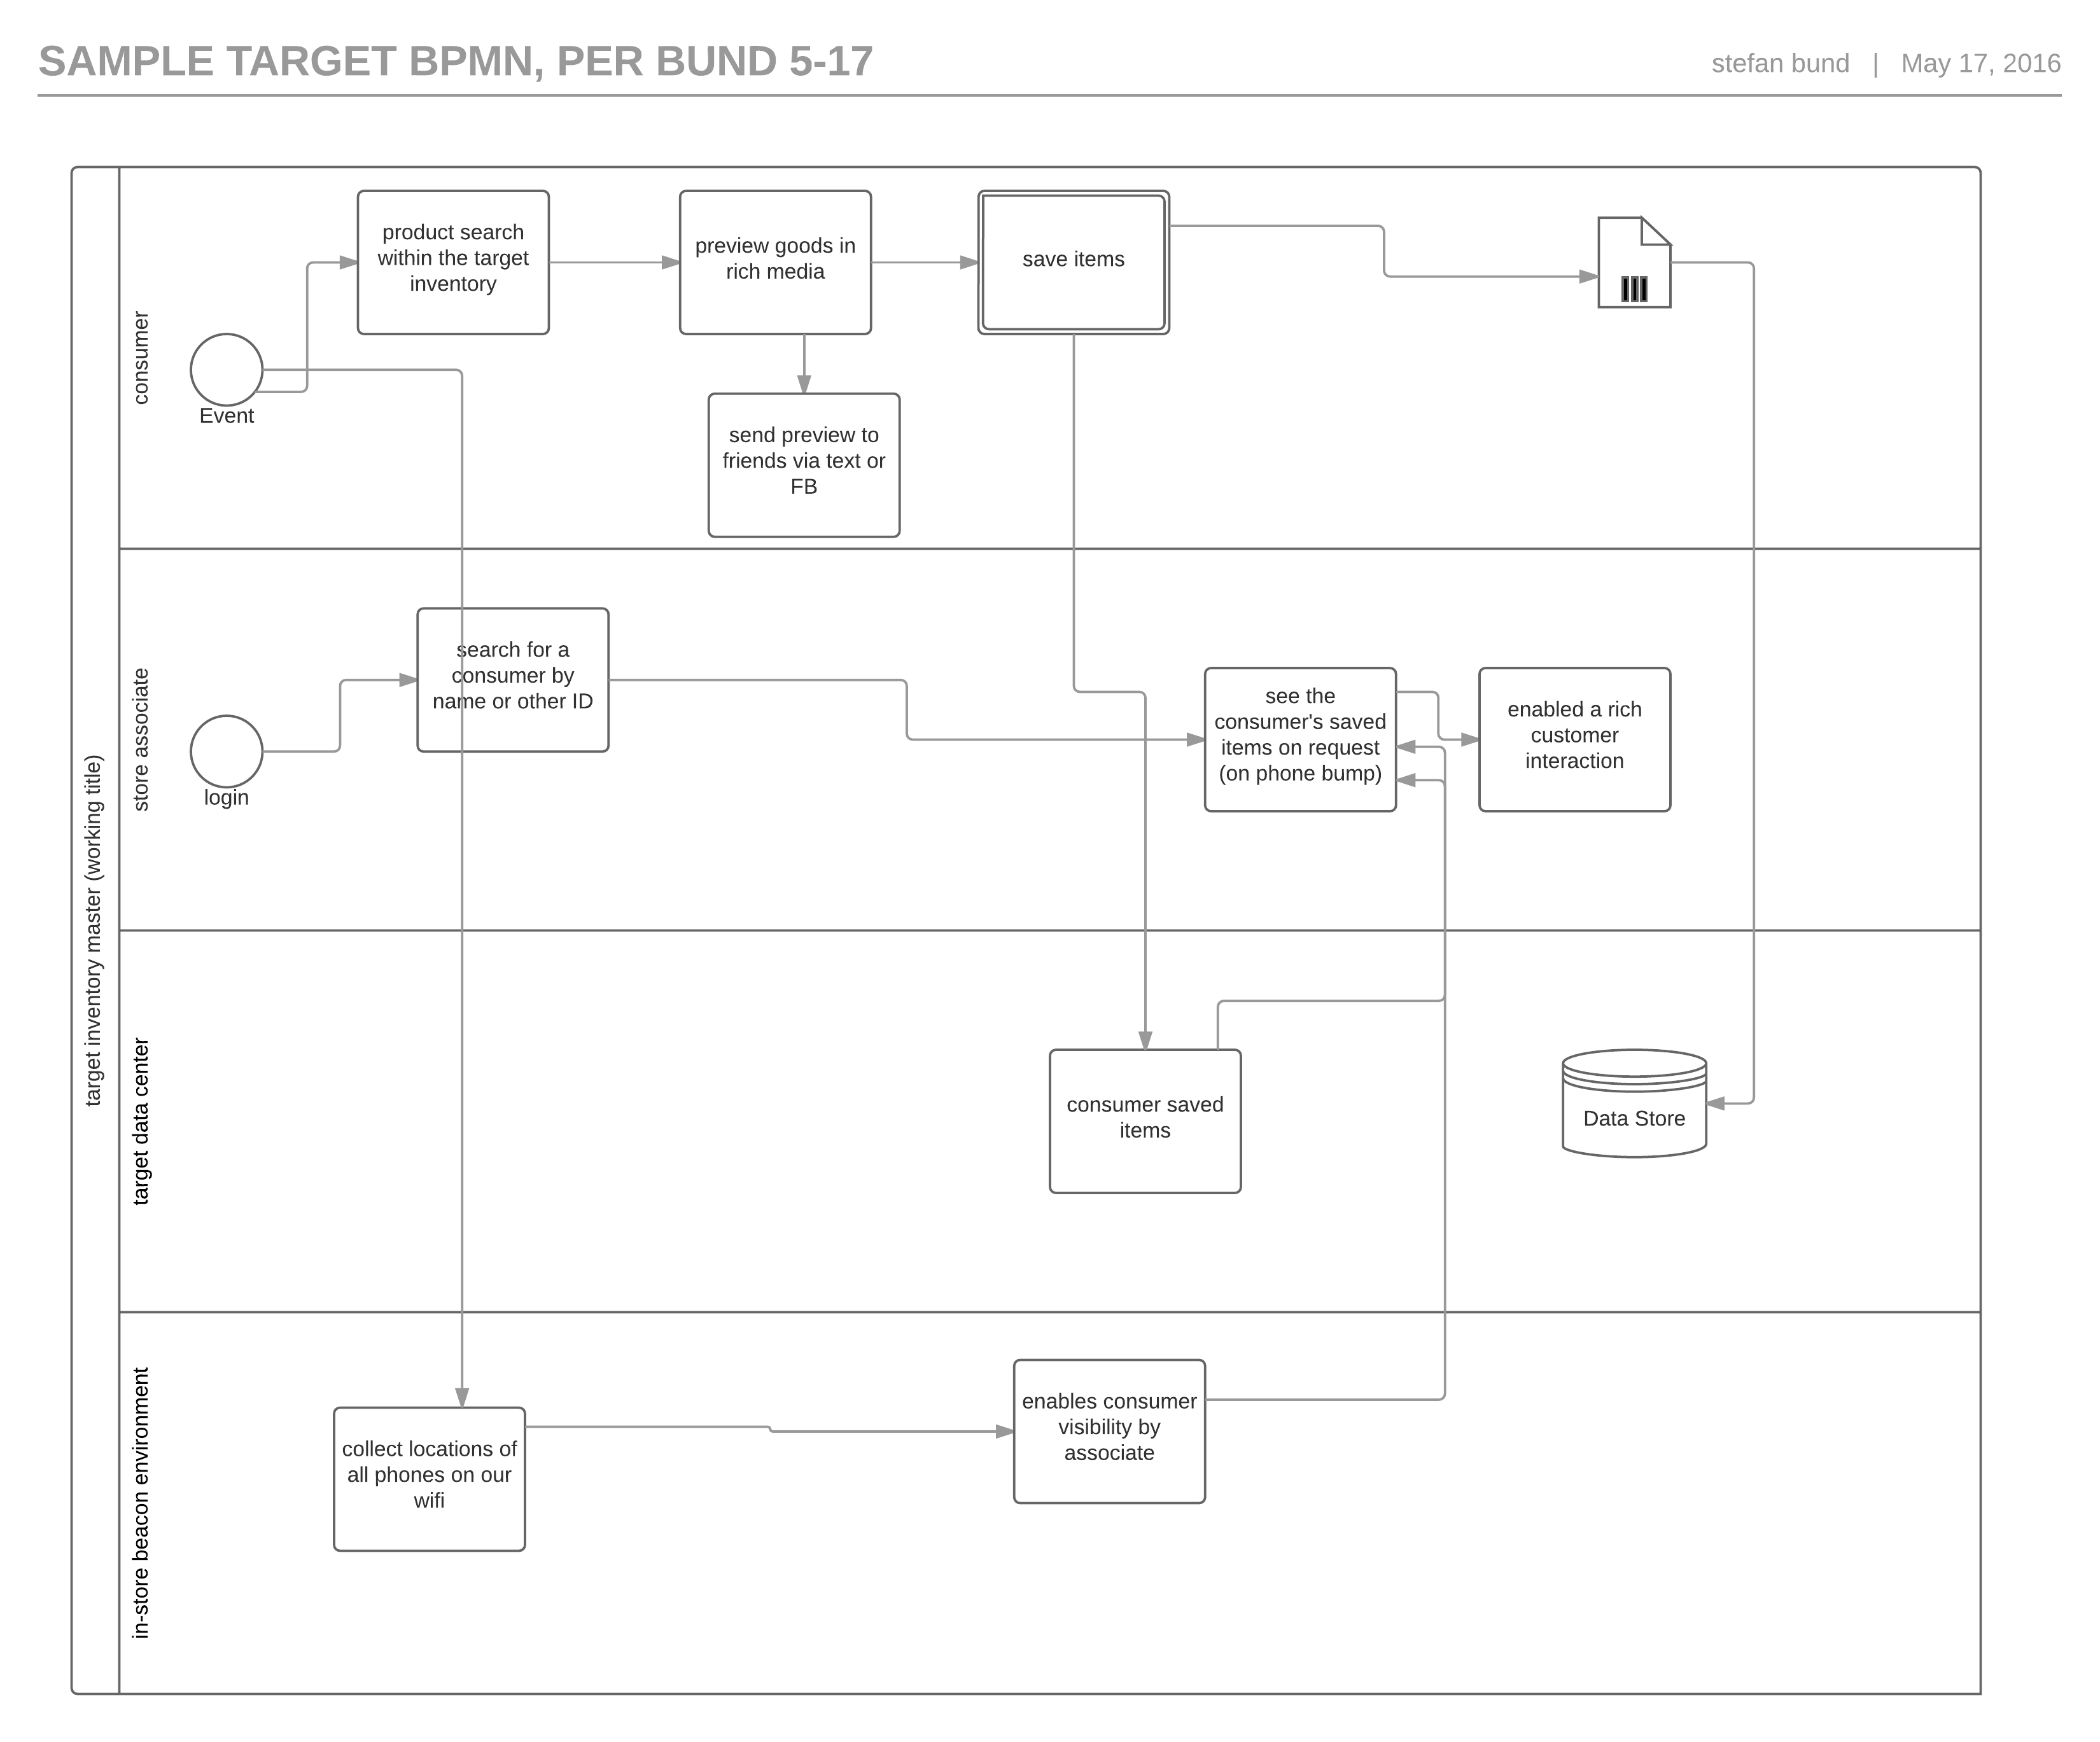 SAMPLE TARGET BPMN, PER BUND 5-17
stefan bund | May 17, 2016
target inventory master (working title)
consumer
Event
product search
within the target
inventory
preview goods in
rich media
save items
send preview to
friends via text or
FB
store associate
login
search for a
consumer by
name or other ID
see the
consumer's saved
items on request
(on phone bump)
enabled a rich
customer
interaction
target data center
consumer saved
items
Data Store
in-store beacon environment
collect locations of
all phones on our
wifi
enables consumer
visibility by
associate